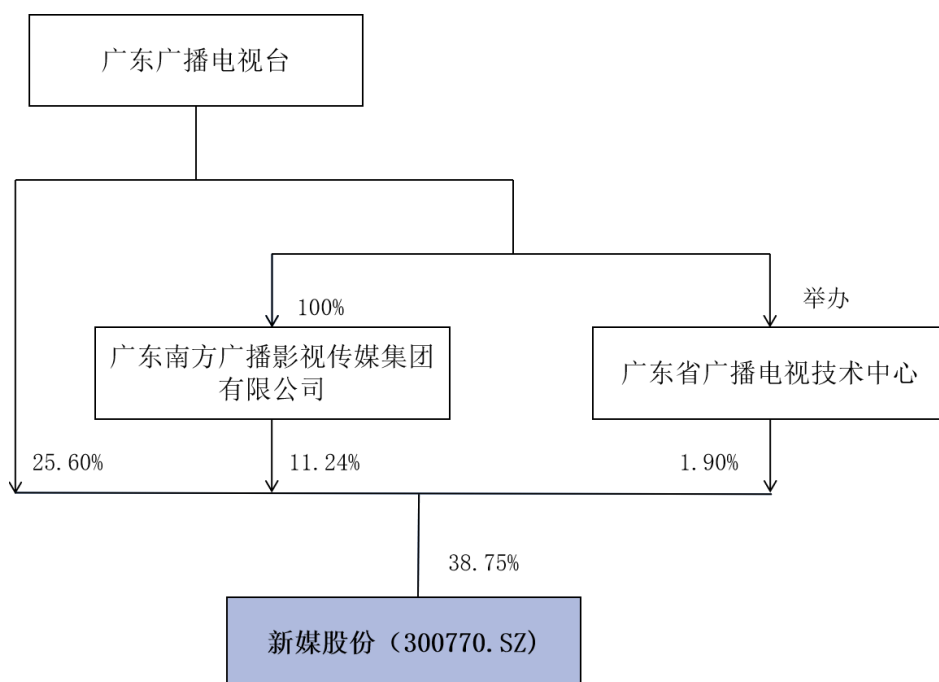 广东广播电视台
100%
举办
广东南方广播影视传媒集团
有限公司
广东省广播电视技术中心
25.60%
11.24%
1.90%
38.75%
新媒股份（300770.SZ）